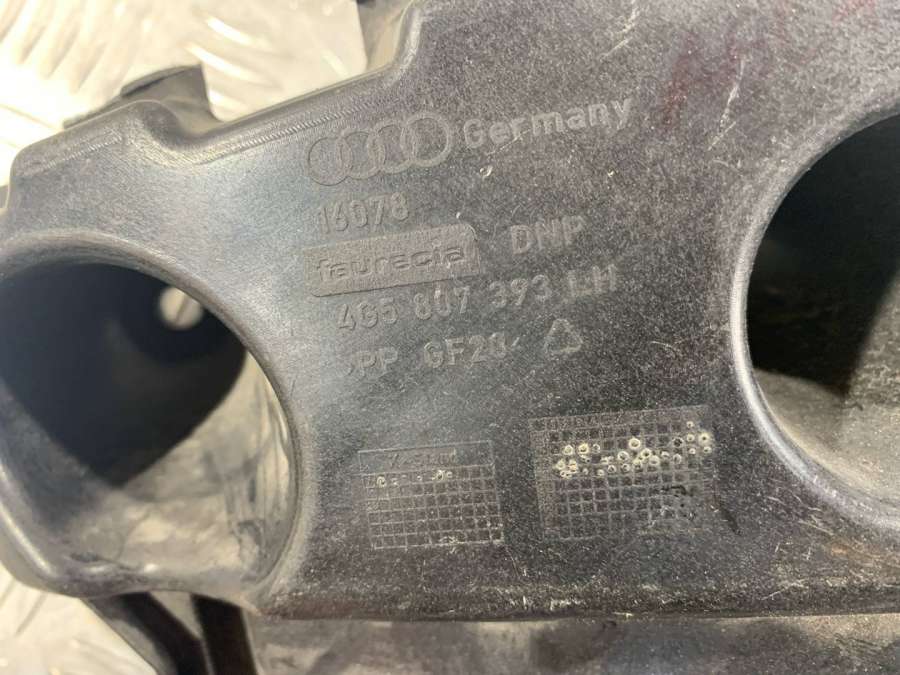 Germany
16078
faurecia DNP
4G5 807 393 LH
>PP GF20<